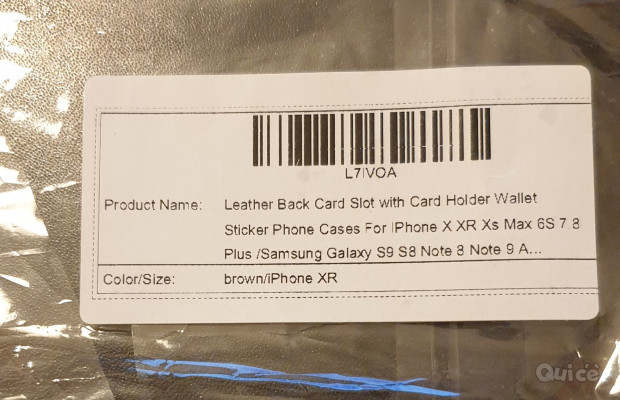 L7IVOA
Product Name: Leather Back Card Slot with Card Holder Wallet
Sticker Phone Cases For IPhone X XR Xs Max 6S 7 8
Plus /Samsung Galaxy S9 S8 Note 8 Note 9 A...
Color/Size: brown/iPhone XR